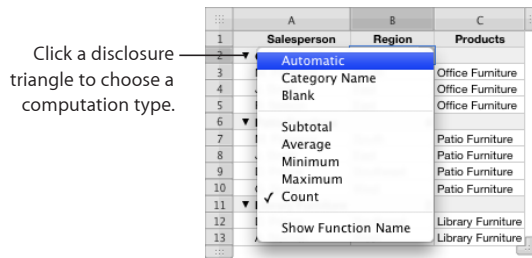 A B C
1 Salesperson Region Products
Click a disclosure
triangle to choose a
computation type.
2
Automatic
3 Category Name Office Furniture
4 Blank Office Furniture
5 Office Furniture
6 Subtotal
7 Average Patio Furniture
8 Minimum Patio Furniture
9 Maximum Patio Furniture
10 ✓ Count Patio Furniture
11
12 Show Function Name Library Furniture
13 Library Furniture